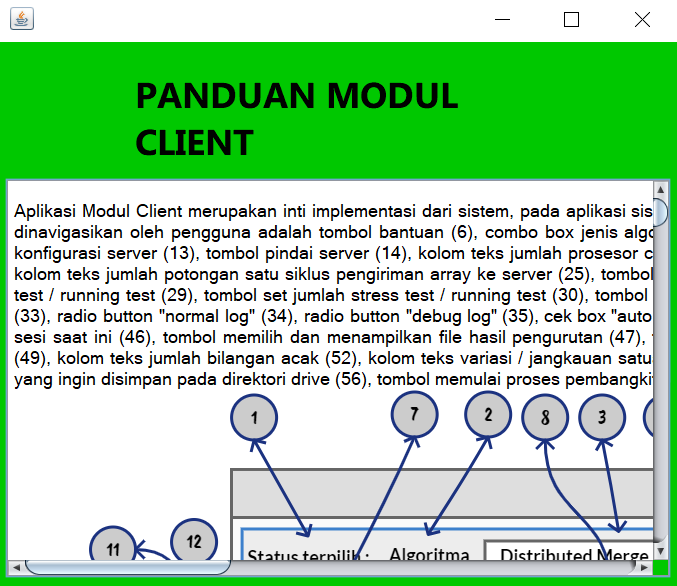 PANDUAN MODUL
CLIENT
Aplikasi Modul Client merupakan inti implementasi dari sistem, pada aplikasi sis
dinavigasikan oleh pengguna adalah tombol bantuan (6), combo box jenis algo
konfigurasi server (13), tombol pindai server (14), kolom teks jumlah prosesor c
kolom teks jumlah potongan satu siklus pengiriman array ke server (25), tombol
test / running test (29), tombol set jumlah stress test / running test (30), tombol
(33), radio button "normal log" (34), radio button "debug log" (35), cek box "auto
sesi saat ini (46), tombol memilih dan menampilkan file hasil pengurutan (47),
(49), kolom teks jumlah bilangan acak (52), kolom teks variasi / jangkauan satu
yang ingin disimpan pada direktori drive (56), tombol memulai proses pembangki
1 7 2 8 3
11 12
Status terpilih : Algoritma Distributed Merge